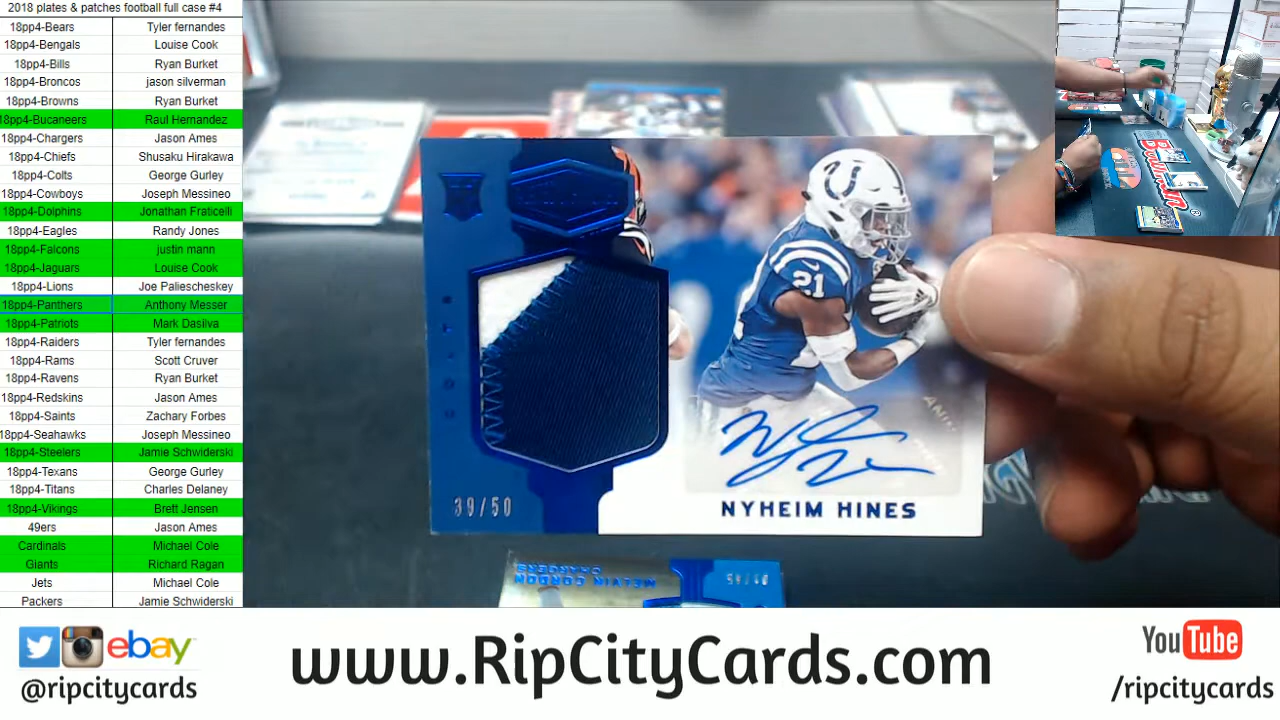 2018 plates & patches football full case #4
18pp4-Bears Tyler fernandes
18pp4-Bengals Louise Cook
18pp4-Bills Ryan Burket
18pp4-Broncos jason silverman
18pp4-Browns Ryan Burket
18pp4-Bucaneers Raul Hernandez
18pp4-Chargers Jason Ames
18pp4-Chiefs Shusaku Hirakawa
18pp4-Colts George Gurley
18pp4-Cowboys Joseph Messineo
18pp4-Dolphins Jonathan Fraticelli
18pp4-Eagles Randy Jones
18pp4-Falcons justin mann
18pp4-Jaguars Louise Cook
18pp4-Lions Joe Paliescheskey
18pp4-Panthers Anthony Messer
18pp4-Patriots Mark Dasilva
18pp4-Raiders Tyler fernandes
18pp4-Rams Scott Cruver
18pp4-Ravens Ryan Burket
18pp4-Redskins Jason Ames
18pp4-Saints Zachary Forbes
18pp4-Seahawks Joseph Messineo
18pp4-Steelers Jamie Schwiderski
18pp4-Texans George Gurley
18pp4-Titans Charles Delaney
18pp4-Vikings Brett Jensen
49ers Jason Ames
Cardinals Michael Cole
Giants Richard Ragan
Jets Michael Cole
Packers Jamie Schwiderski
21
39/50
NYHEIM HINES
MELVIN GORDON
CHARGERS
Bowman
ebay
@ripcitycards
www.RipCityCards.com
YouTube
/ripcitycards